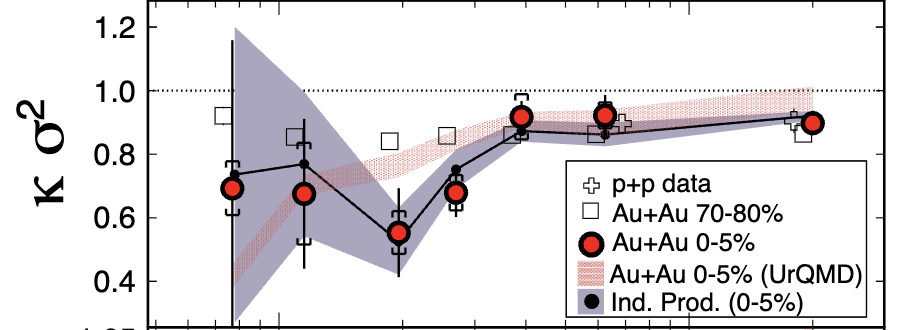 κ σ²
1.2
1.0
0.8
0.6
0.4
p+p data
Au+Au 70-80%
Au+Au 0-5%
Au+Au 0-5% (UrQMD)
Ind. Prod. (0-5%)